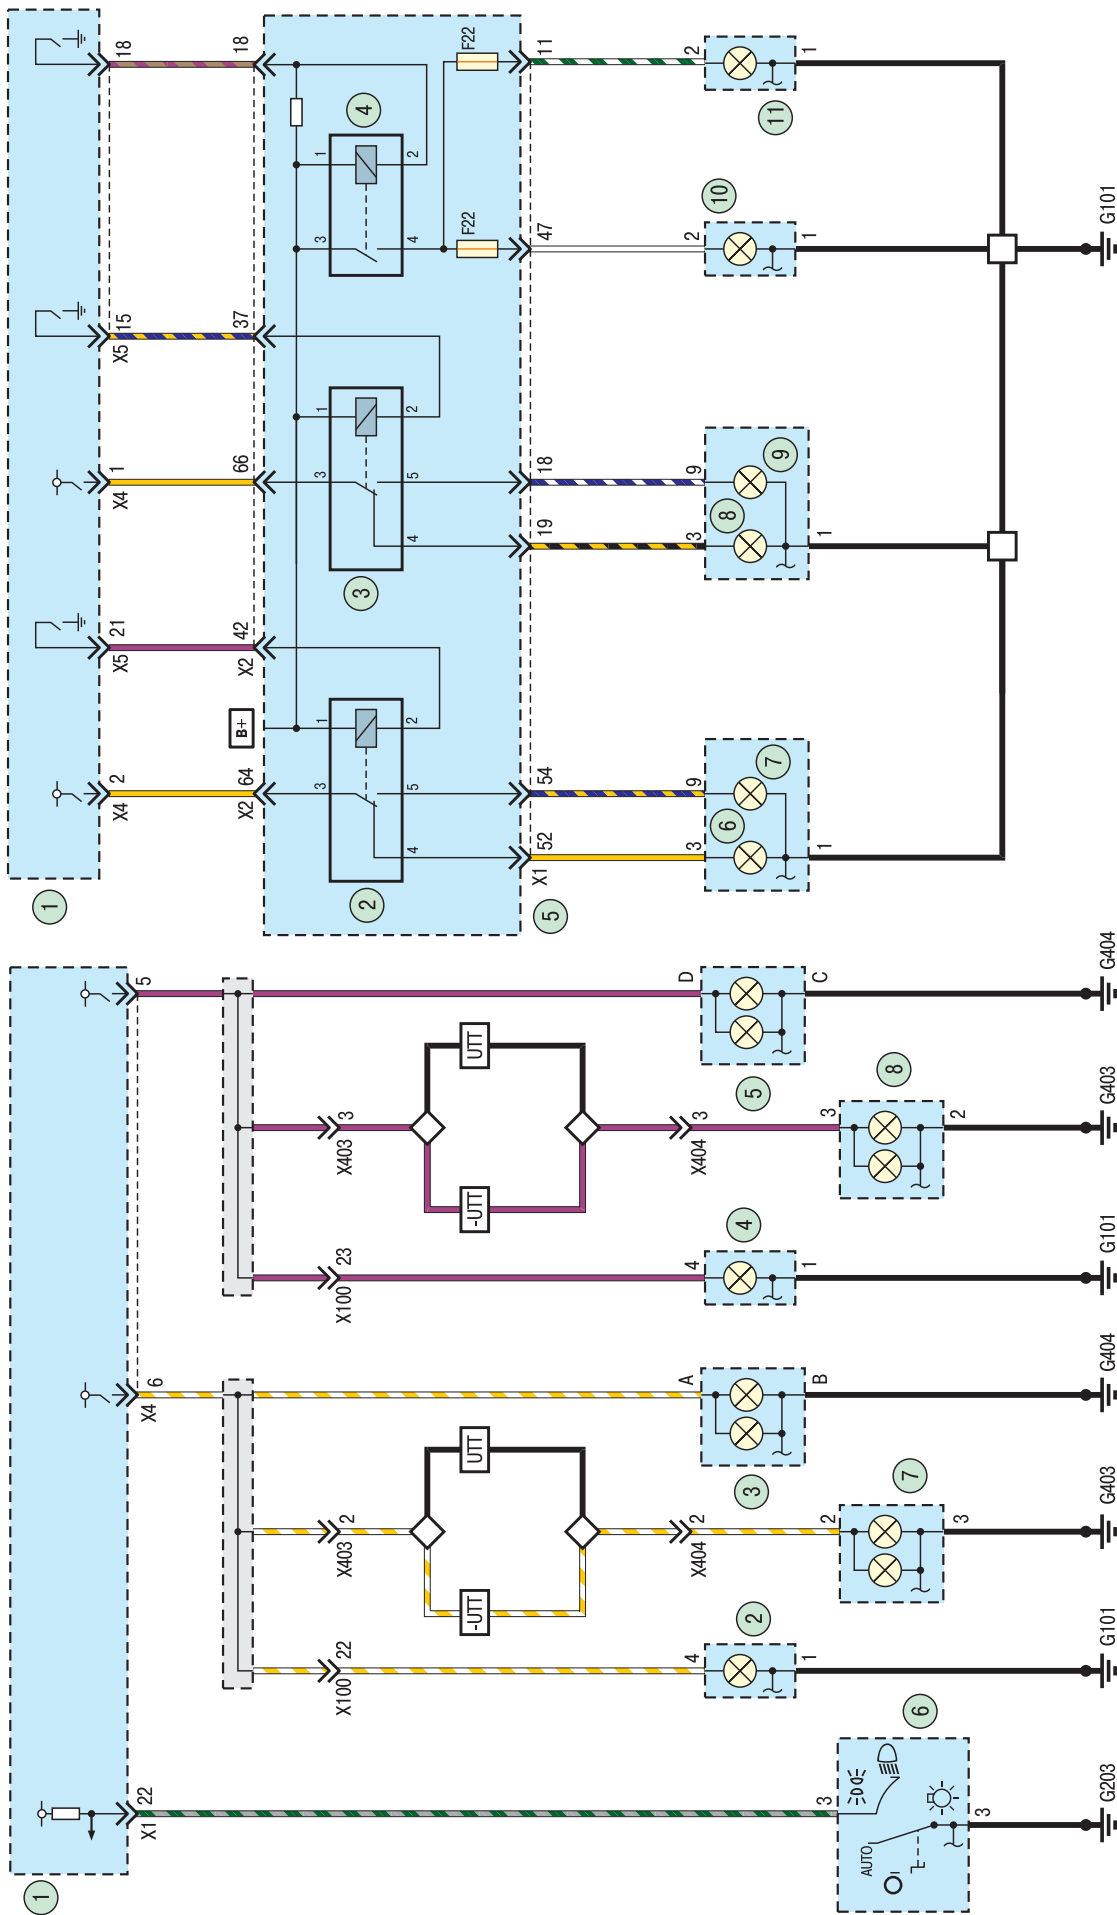 1
X1 22
X4 6
5
X100 22
X403 2
X100 23
X403 3
-UTT
UTT
-UTT
UTT
X404 2
X404 3
4
A
4
D
2
3
4
5
1
B
1
C
3
2
3
AUTO
7
8
6
3
3
2
G203
G101
G403
G404
G101
G403
G404
1
X4 2
X5 21
X4 1
X5 15
18
B+
X2 64
X2 42
66
37
18
3 1
3 1
3 1
2
3
4
4 5 2
4 5 2
4 2
F22
F22
5
X1 52
54
19
18
47
11
3
9
3
9
2
2
6
7
8
9
10
11
1
1
1
1
G101